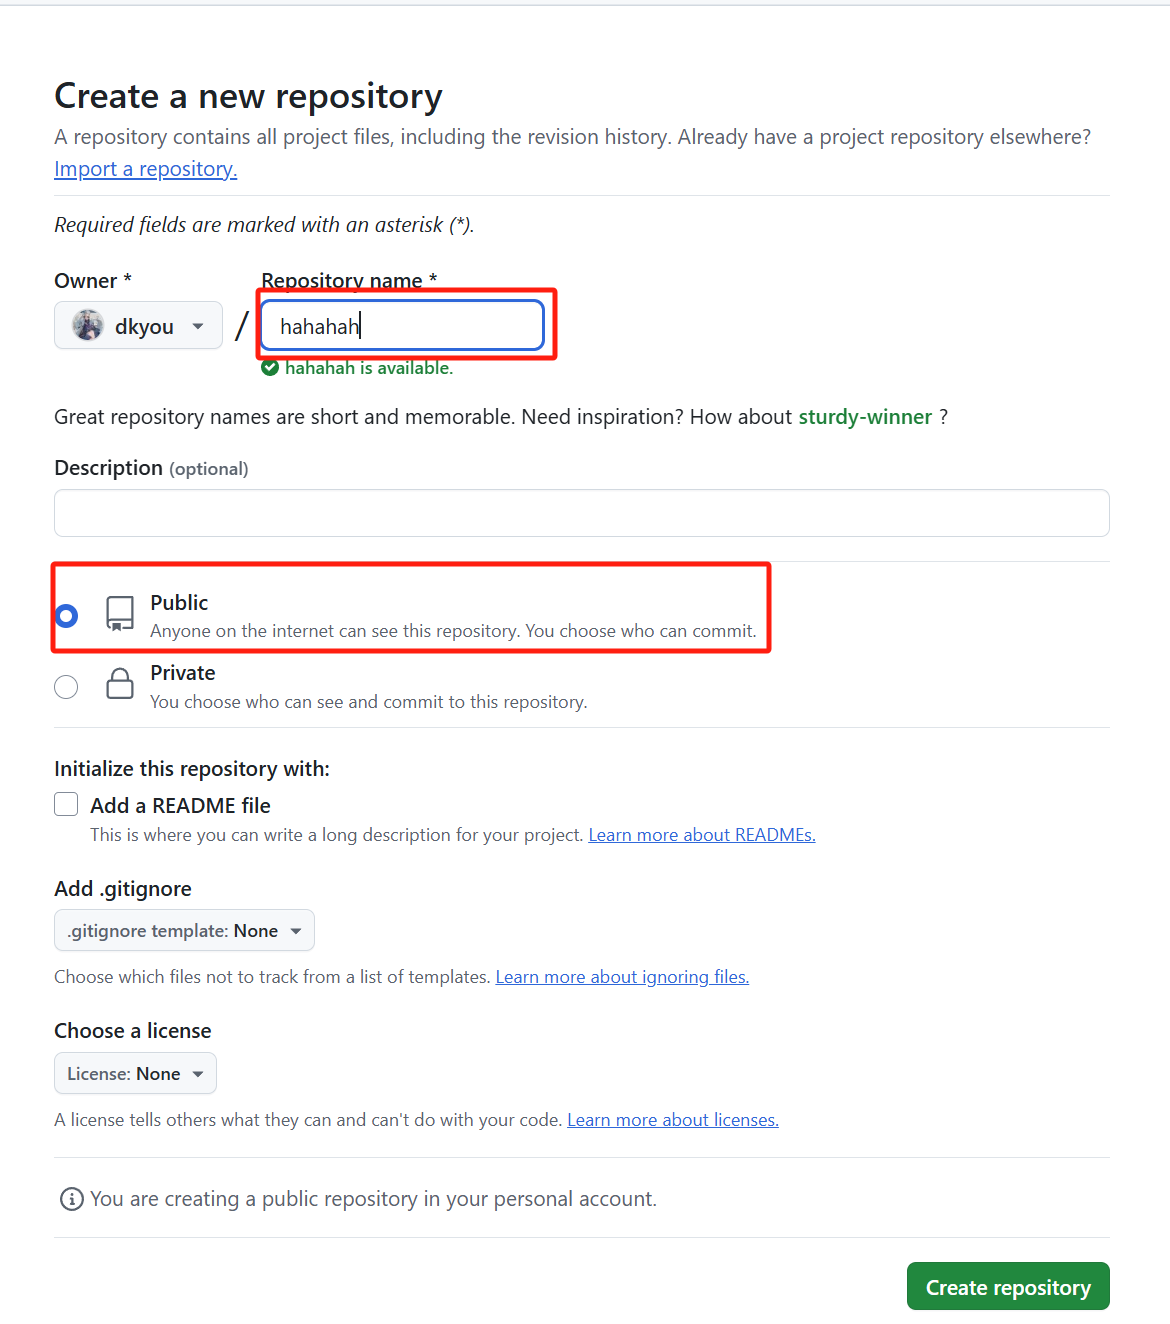 Create a new repository
A repository contains all project files, including the revision history. Already have a project repository elsewhere?
Import a repository.
Required fields are marked with an asterisk (*).
Owner *
Repository name *
dkyou
/
hahahah
hahahah is available.
Great repository names are short and memorable. Need inspiration? How about sturdy-winner ?
Description (optional)
Public
Anyone on the internet can see this repository. You choose who can commit.
Private
You choose who can see and commit to this repository.
Initialize this repository with:
Add a README file
This is where you can write a long description for your project. Learn more about READMEs.
Add .gitignore
.gitignore template: None
Choose which files not to track from a list of templates. Learn more about ignoring files.
Choose a license
License: None
A license tells others what they can and can't do with your code. Learn more about licenses.
You are creating a public repository in your personal account.
Create repository